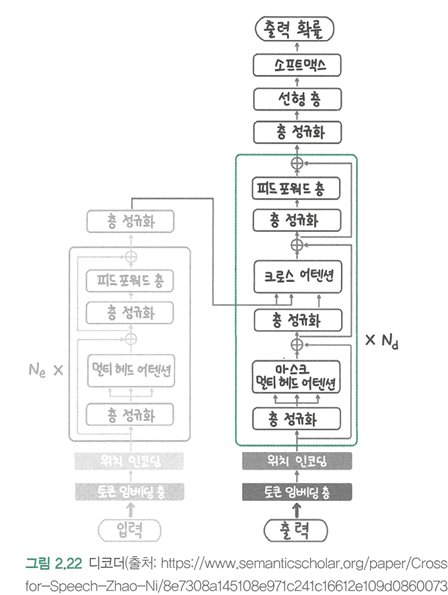 출력 확률
소프트맥스
선형 층
층 정규화
피드 포워드 층
층 정규화
크로스 어텐션
층 정규화
마스크
멀티 헤드 어텐션
층 정규화
위치 인코딩
토큰 임베딩 층
출력
× Nd
층 정규화
피드 포워드 층
층 정규화
멀티 헤드 어텐션
층 정규화
위치 인코딩
토큰 임베딩 층
입력
Ne ×
그림 2.22 디코더(출처: https://www.semanticscholar.org/paper/Cross
for-Speech-Zhao-Ni/8e7308a145108e971c241c16612e109d0860073